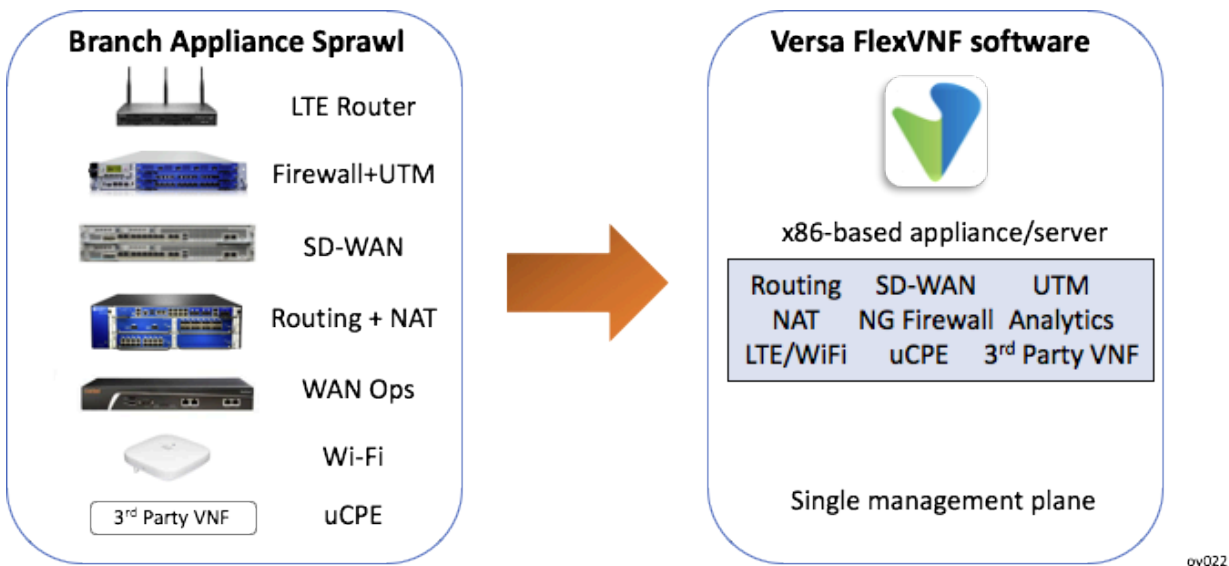 Branch Appliance Sprawl
LTE Router
Firewall+UTM
SD-WAN
Routing + NAT
WAN Ops
Wi-Fi
3rd Party VNF uCPE
Versa FlexVNF software
x86-based appliance/server
Routing SD-WAN UTM
NAT NG Firewall Analytics
LTE/WiFi uCPE 3rd Party VNF
Single management plane
ov022